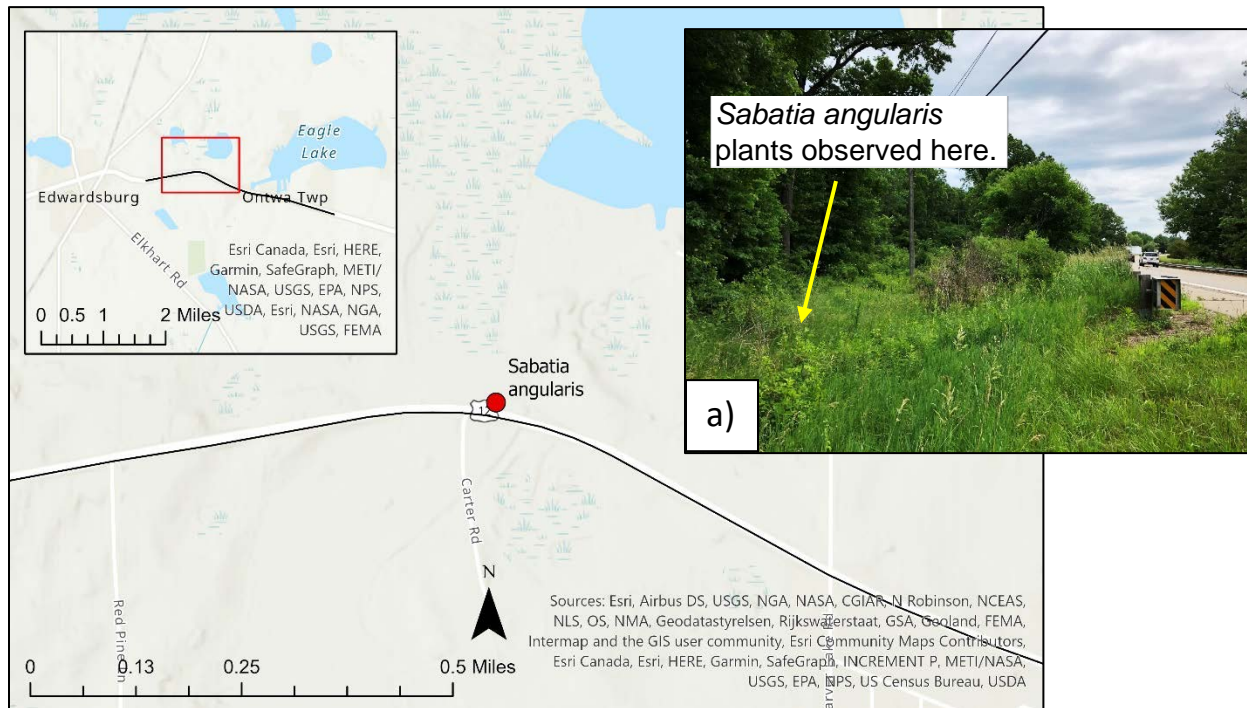 Eagle
Lake
Edwardsburg
Ontwa Twp
Elkhart Rd
Esri Canada, Esri, HERE,
Garmin, SafeGraph, METI/
NASA, USGS, EPA, NPS,
USDA, Esri, NASA, NGA,
USGS, FEMA
0 0.5 1 2 Miles
Sabatia angularis
plants observed here.
a)
Sabatia
angularis
12
Carter Rd
N
Sources: Esri, Airbus DS, USGS, NGA, NASA, CGIAR, N Robinson, NCEAS,
NLS, OS, NMA, Geodatastyrelsen, Rijkswaterstaat, GSA, Geoland, FEMA,
Intermap and the GIS user community, Esri Community Maps Contributors,
Esri Canada, Esri, HERE, Garmin, SafeGraph, INCREMENT P, METI/NASA,
USGS, EPA, NPS, US Census Bureau, USDA
Red Pine Ln
0 0.13 0.25 0.5 Miles